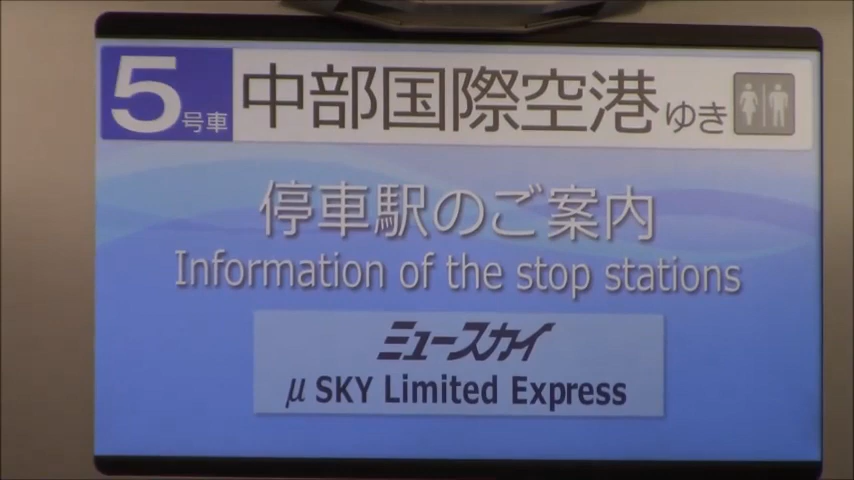 5号車 中部国際空港ゆき
停車駅のご案内
Information of the stop stations
ミュースカイ
μ SKY Limited Express